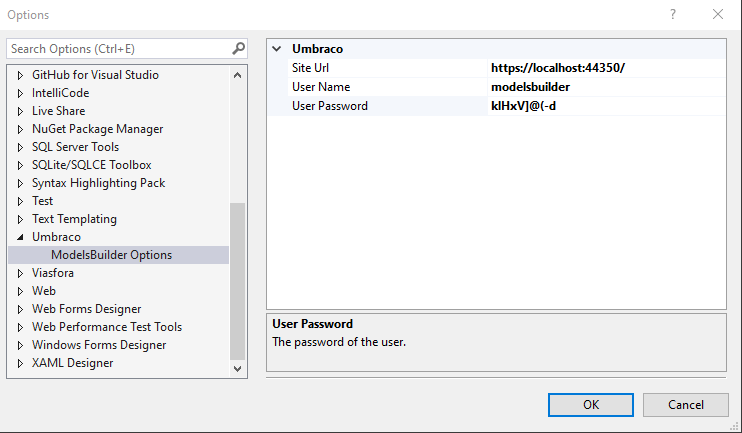 Options
?
Search Options (Ctrl+E)
GitHub for Visual Studio
IntelliCode
Live Share
NuGet Package Manager
SQL Server Tools
SQLite/SQLCE Toolbox
Syntax Highlighting Pack
Test
Text Templating
Umbraco
ModelsBuilder Options
Viasfora
Web
Web Forms Designer
Web Performance Test Tools
Windows Forms Designer
XAML Designer
Umbraco
Site Url https://localhost:44350/
User Name modelsbuilder
User Password klHxV]@(-d
User Password
The password of the user.
OK
Cancel